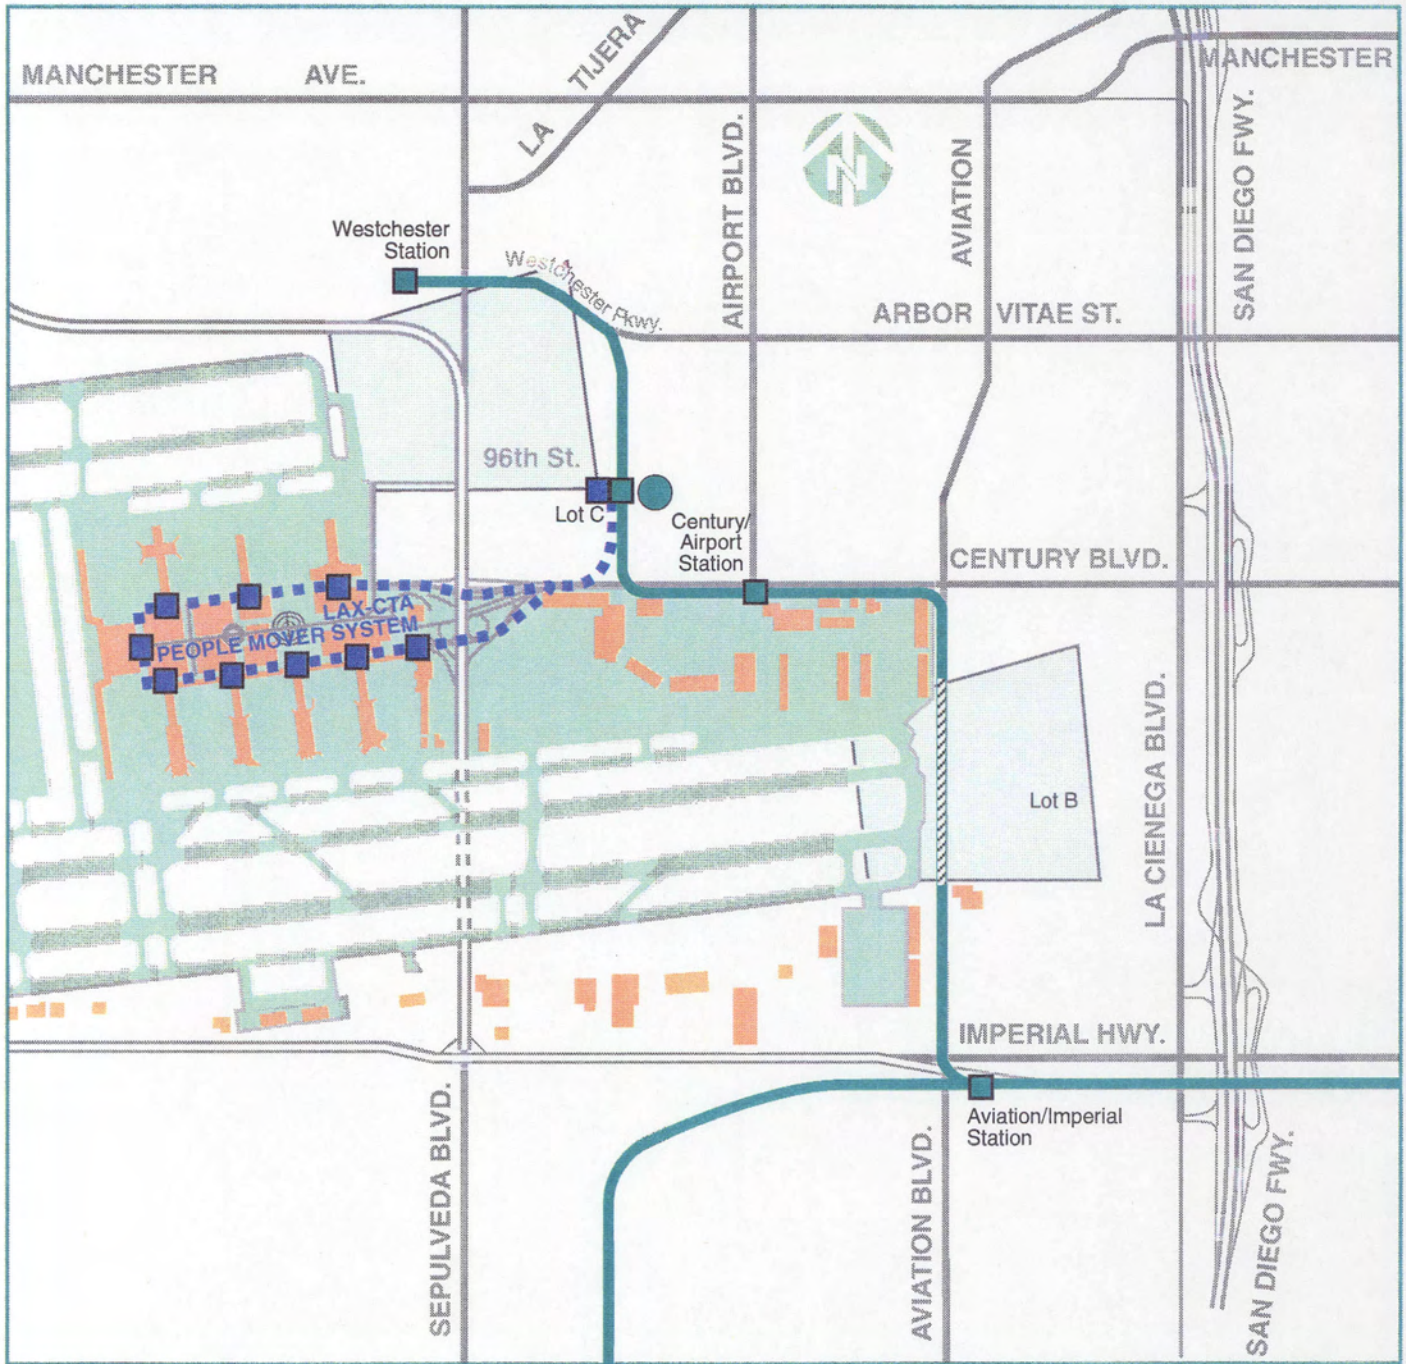 MANCHESTER AVE.
LA TIJERA
MANCHESTER
AIRPORT BLVD.
N
AVIATION
SAN DIEGO FWY.
Westchester
Station
Westchester Pkwy.
ARBOR VITAE ST.
96th St.
Lot C
Century/
Airport
Station
CENTURY BLVD.
LAX-CTA
PEOPLE MOVER SYSTEM
LA CIENEGA BLVD.
Lot B
IMPERIAL HWY.
Aviation/Imperial
Station
SEPULVEDA BLVD.
AVIATION BLVD.
SAN DIEGO FWY.